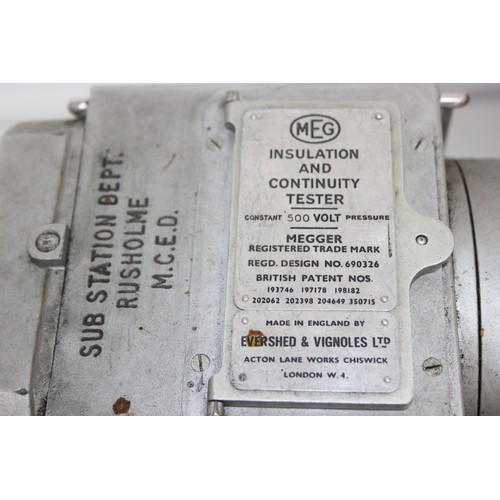 SUB STATION DEPT.
RUSHOLME
M.C.E.D.
MEG
INSULATION
AND
CONTINUITY
TESTER
CONSTANT 500 VOLT PRESSURE
MEGGER
REGISTERED TRADE MARK
REGD. DESIGN NO. 690326
BRITISH PATENT NOS.
193746 197178 198182
202062 202398 204649 350715
MADE IN ENGLAND BY
EVERSHED & VIGNOLES LTD
ACTON LANE WORKS CHISWICK
LONDON W. 4.